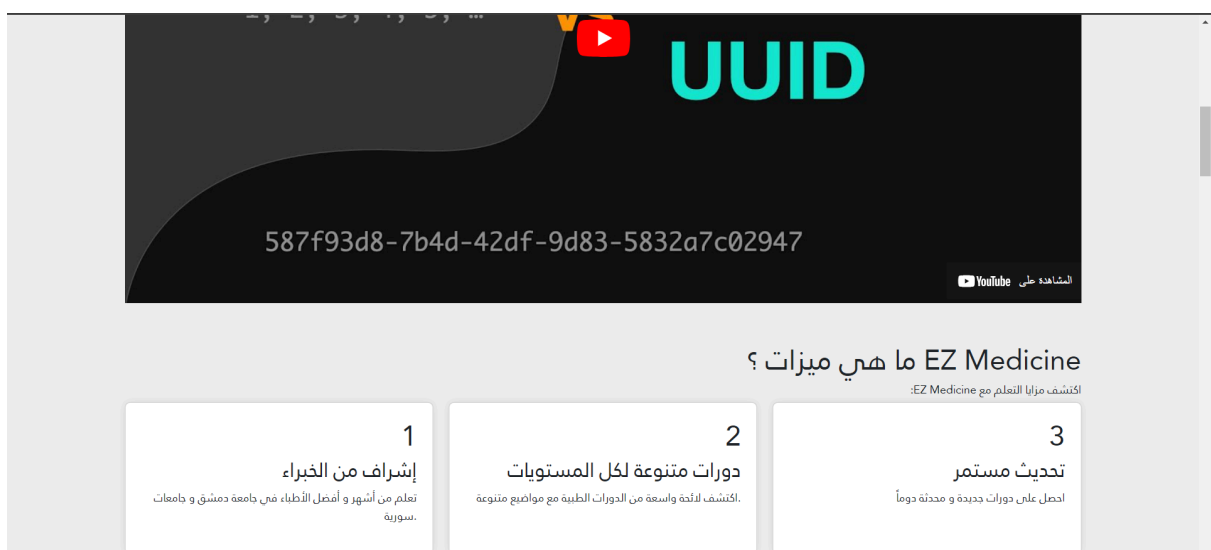 UUID
587f93d8-7b4d-42df-9d83-5832a7c02947
المشاهدة على YouTube
EZ Medicine ما هي ميزات ؟
اكتشف مزايا التعلم مع EZ Medicine:
3
تحديث مستمر
احصل على دورات جديدة و محدثة دوماً
2
دورات متنوعة لكل المستويات
.اكتشف لائحة واسعة من الدورات الطبية مع مواضيع متنوعة
1
إشراف من الخبراء
تعلم من أشهر و أفضل الأطباء في جامعة دمشق و جامعات
.سورية